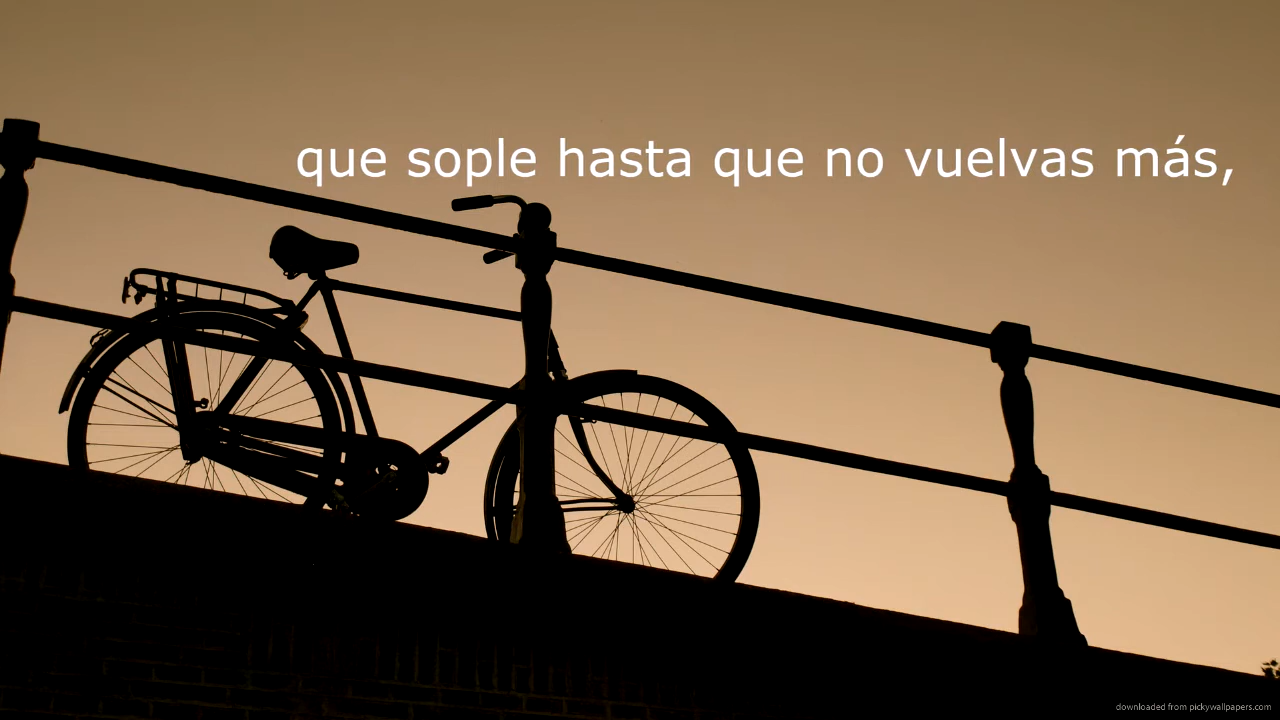 que sople hasta que no vuelvas más,
downloaded from pickywallpapers.com